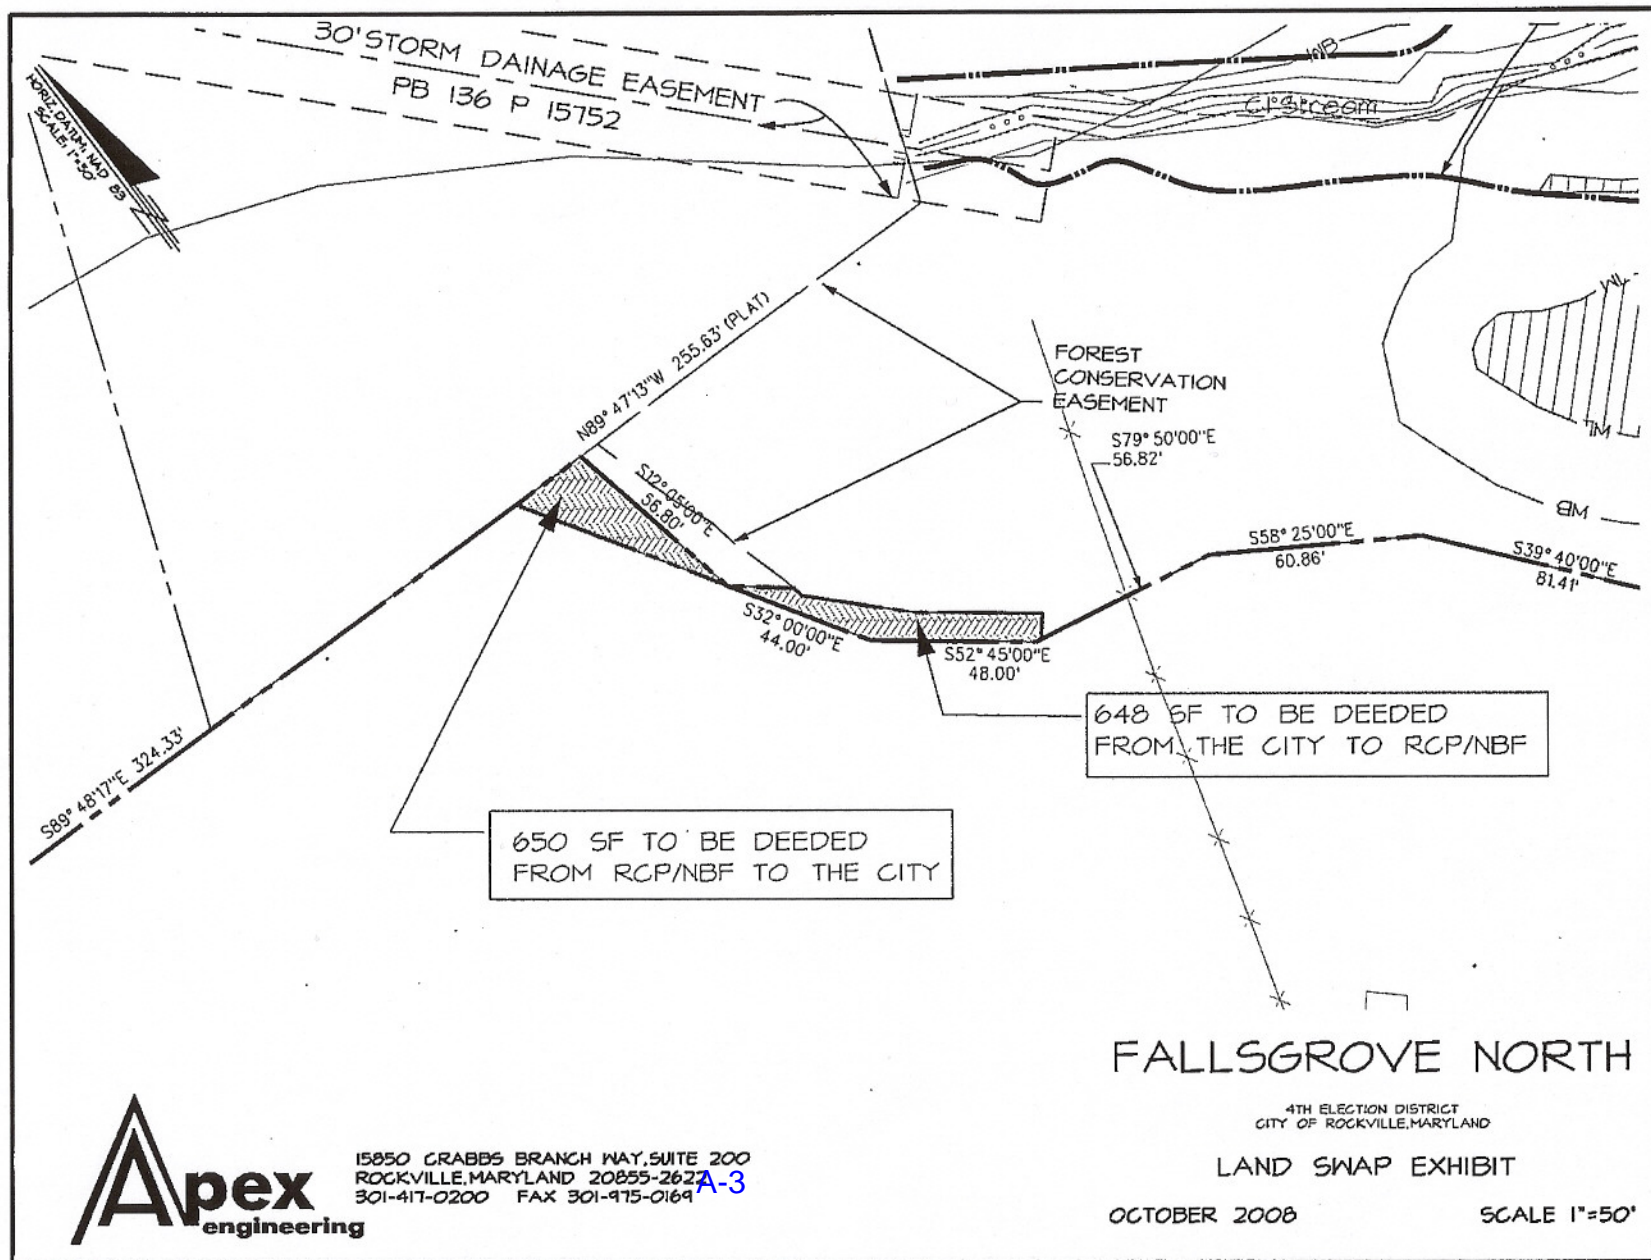 30' STORM DAINAGE EASEMENT
PB 136 P 15752
HORIZ. DATUM, NAD 83
SCALE, 1"=50'
WB
Cl-Stream
N89° 47'13"W 255.63' (PLAT)
FOREST
CONSERVATION
EASEMENT
S79° 50'00"E
56.82'
S12° 05'00"E
56.80'
WB
S58° 25'00"E
60.86'
S39° 40'00"E
81.41'
S32° 00'00"E
44.00'
S52° 45'00"E
48.00'
648 SF TO BE DEEDED
FROM THE CITY TO RCP/NBF
S89° 48'17"E 324.33'
650 SF TO BE DEEDED
FROM RCP/NBF TO THE CITY
FALLSGROVE NORTH
4TH ELECTION DISTRICT
CITY OF ROCKVILLE, MARYLAND
LAND SWAP EXHIBIT
OCTOBER 2008 SCALE 1"=50'
Apex
engineering
15850 CRABBS BRANCH WAY, SUITE 200
ROCKVILLE, MARYLAND 20855-2622
301-417-0200 FAX 301-975-0169
A-3